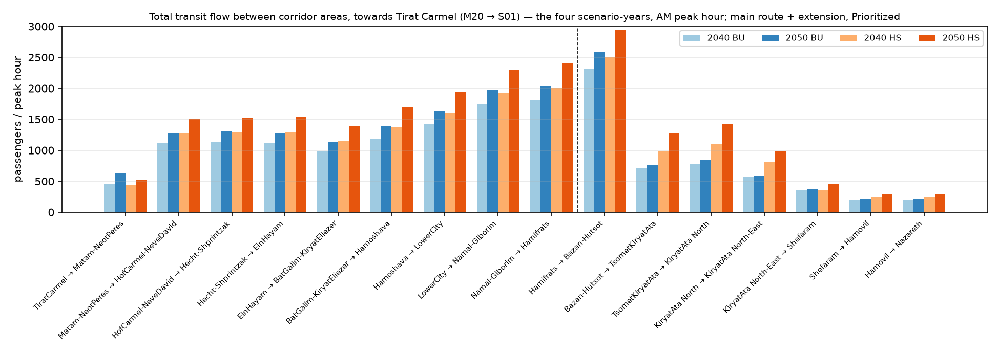 Total transit flow between corridor areas, towards Tirat Carmel (M20 → S01) — the four scenario-years, AM peak hour; main route + extension, Prioritized
2040 BU 2050 BU 2040 HS 2050 HS
passengers / peak hour
3000
2500
2000
1500
1000
500
0
TiratCarmel → Matam-NeotPeres
Matam-NeotPeres → HofCarmel-NeveDavid
HofCarmel-NeveDavid → Hecht-Shprintzak
Hecht-Shprintzak → EinHayam
EinHayam → BatGalim-KiryatEliezer
BatGalim-KiryatEliezer → Hamoshava
Hamoshava → LowerCity
LowerCity → Namal-Giborim
Namal-Giborim → Hamifrats
Hamifrats → Bazan-Hutsot
Bazan-Hutsot → TsometKiryatAta
TsometKiryatAta → KiryatAta North
KiryatAta North → KiryatAta North-East
KiryatAta North-East → Shefaram
Shefaram → Hamovil
Hamovil → Nazareth